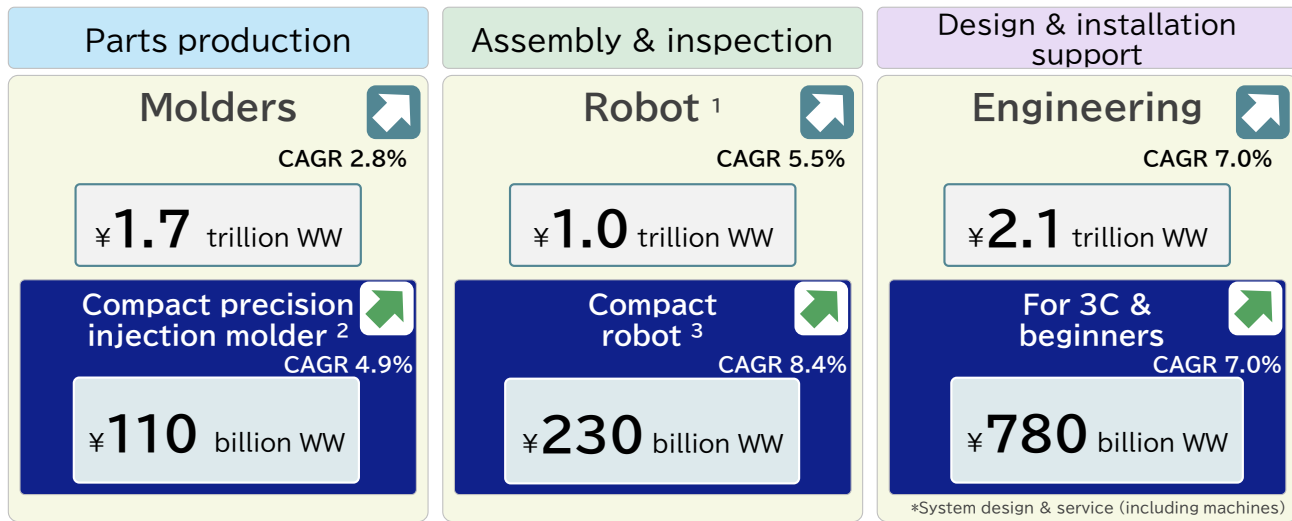 Parts production
Molders
CAGR 2.8%
¥1.7 trillion WW
Compact precision
injection molder 2
CAGR 4.9%
¥110 billion WW
Assembly & inspection
Robot 1
CAGR 5.5%
¥1.0 trillion WW
Compact
robot 3
CAGR 8.4%
¥230 billion WW
Design & installation
support
Engineering
CAGR 7.0%
¥2.1 trillion WW
For 3C &
beginners
CAGR 7.0%
¥780 billion WW
*System design & service (including machines)